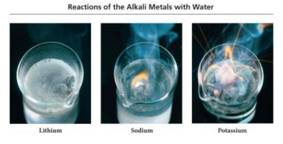 Reactions of the Alkali Metals with Water
Lithium
Sodium
Potassium